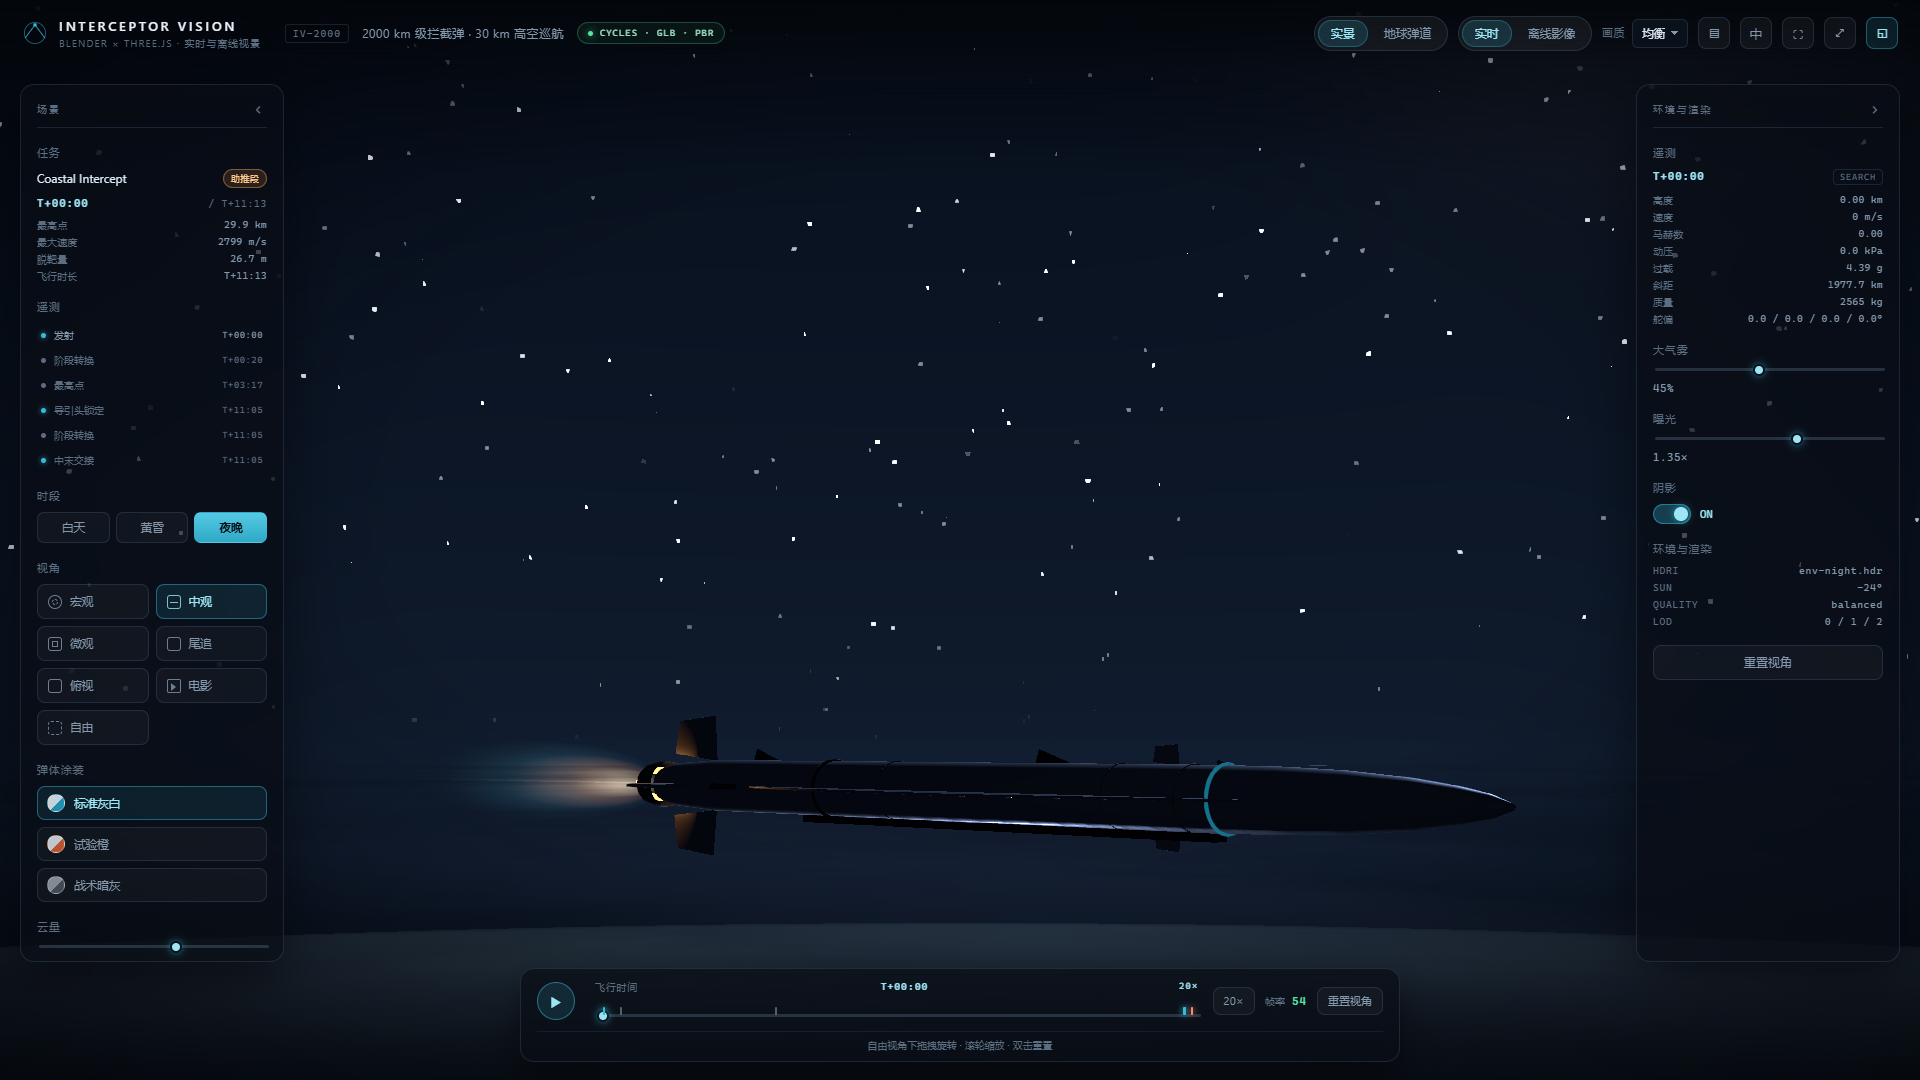 INTERCEPTOR VISION
BLENDER × THREE.JS · 实时与离线视景
IV-2000
2000 km 级拦截弹 · 30 km 高空巡航
CYCLES · GLB · PBR
实景
地球弹道
实时
离线影像
画质
均衡
中
场景
任务
Coastal Intercept
助推段
T+00:00
/ T+11:13
最高点
29.9 km
最大速度
2799 m/s
脱靶量
26.7 m
飞行时长
T+11:13
遥测
发射
T+00:00
阶段转换
T+00:20
最高点
T+03:17
导引头锁定
T+11:05
阶段转换
T+11:05
中末交接
T+11:05
时段
白天
黄昏
夜晚
视角
宏观
中观
微观
尾追
俯视
电影
自由
弹体涂装
标准灰白
试验橙
战术暗灰
云量
环境与渲染
遥测
T+00:00
SEARCH
高度
0.00 km
速度
0 m/s
马赫数
0.00
动压
0.0 kPa
过载
4.39 g
斜距
1977.7 km
质量
2565 kg
舵偏
0.0 / 0.0 / 0.0 / 0.0°
大气雾
45%
曝光
1.35×
阴影
ON
环境与渲染
HDRI
env-night.hdr
SUN
-24°
QUALITY
balanced
LOD
0 / 1 / 2
重置视角
飞行时间
T+00:00
20×
20×
帧率 54
重置视角
自由视角下拖拽旋转 · 滚轮缩放 · 双击重置